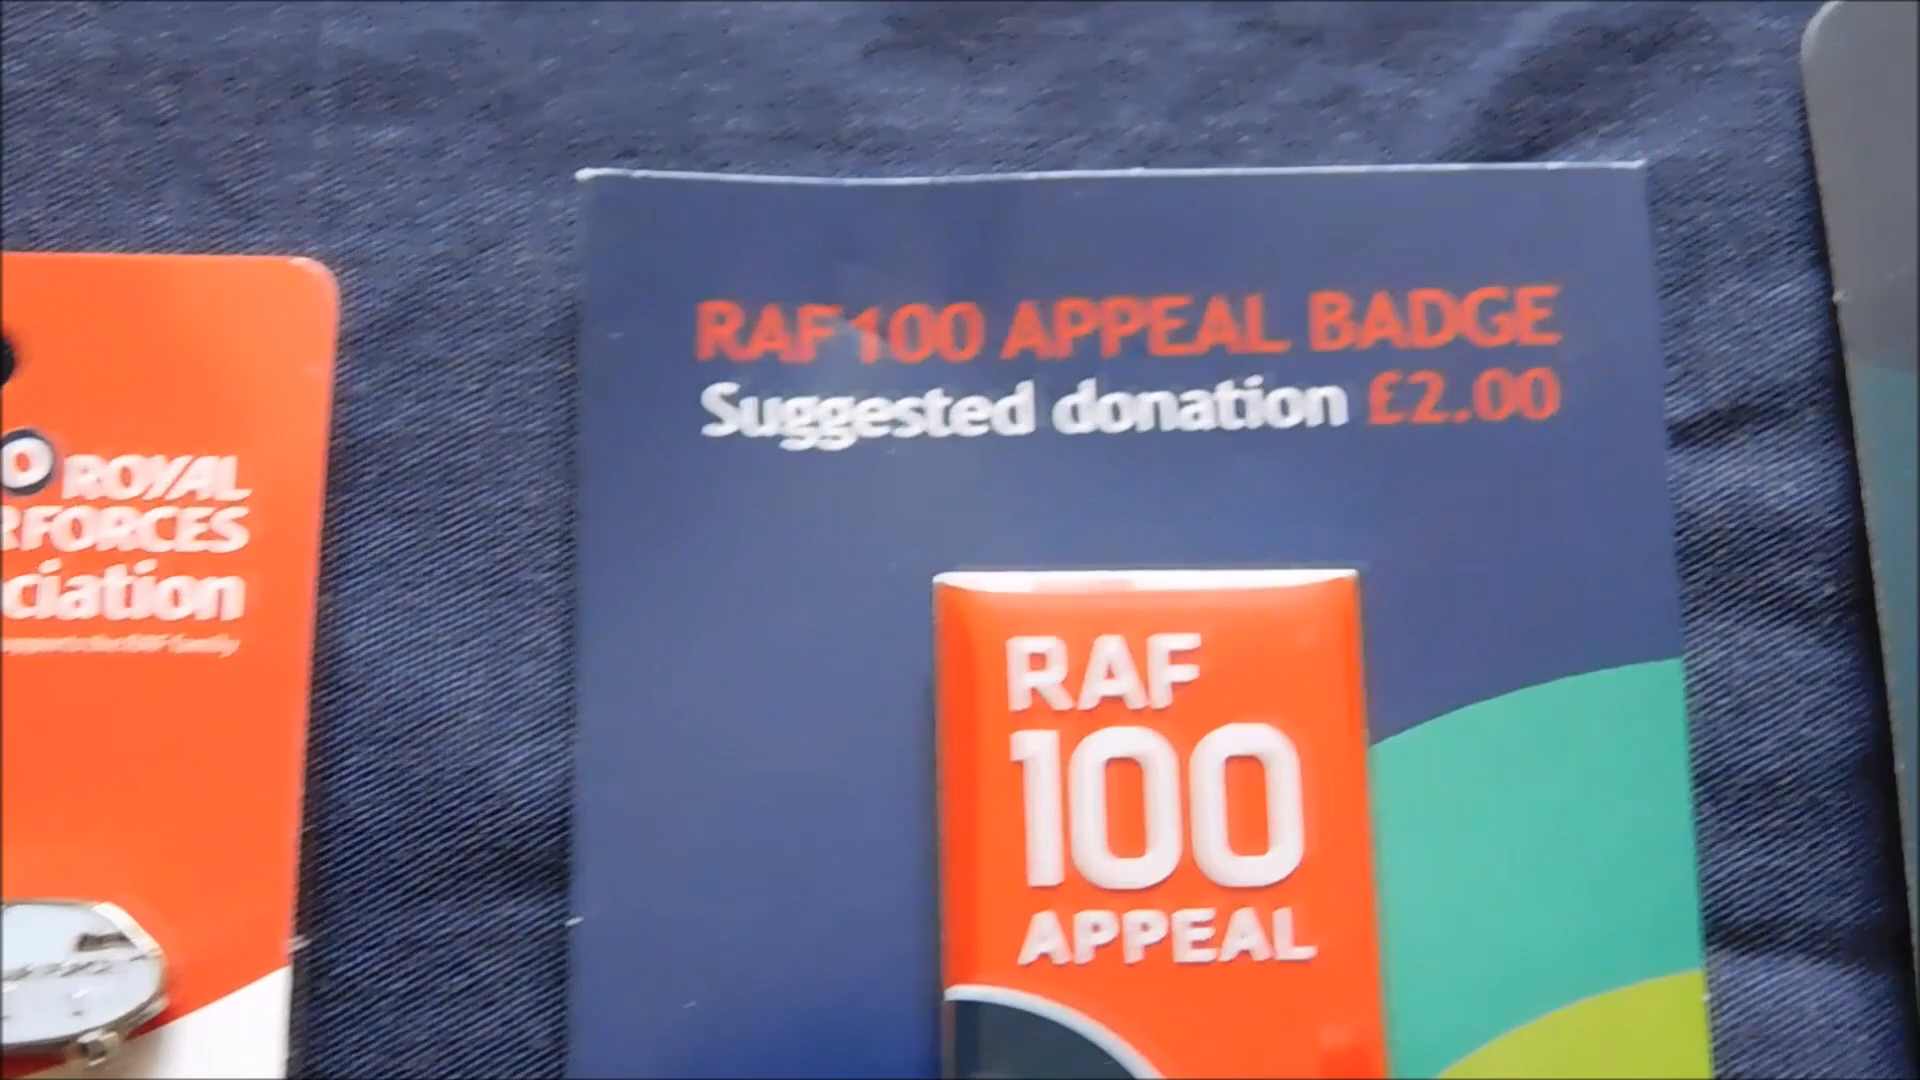 RAF100 APPEAL BADGE
Suggested donation £2.00
ROYAL
RFORCES
ciation
RAF
100
APPEAL